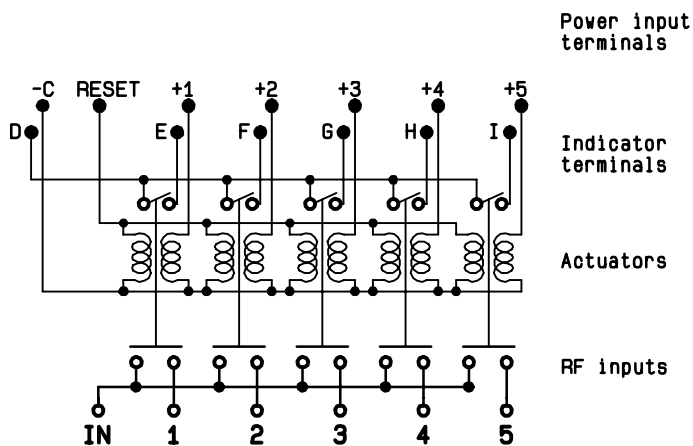 Power input
terminals
-C RESET +1 +2 +3 +4 +5
D E F G H I
Indicator
terminals
Actuators
RF inputs
IN 1 2 3 4 5